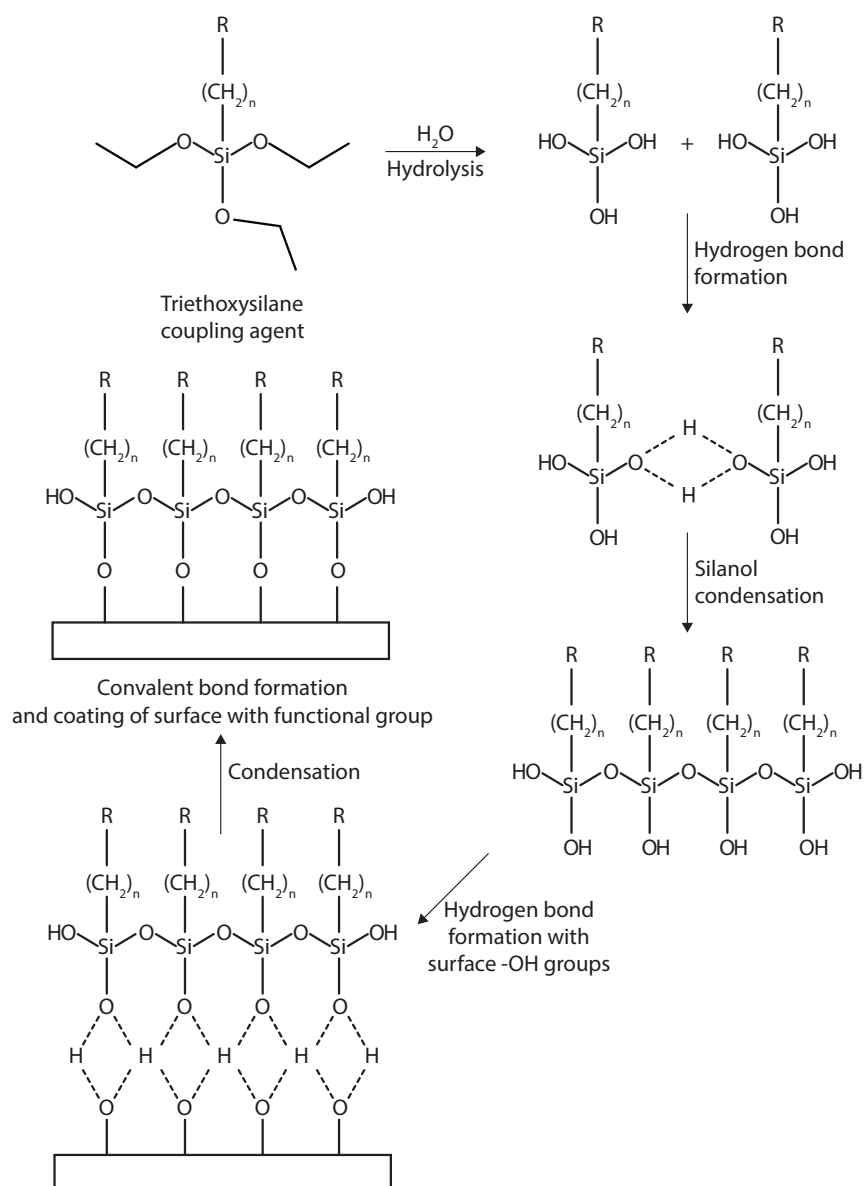 R
(CH2)n
O Si O
O
Triethoxysilane
coupling agent
H2O
Hydrolysis
R R
(CH2)n (CH2)n
HO Si OH + HO Si OH
OH OH
Hydrogen bond
formation
R R
(CH2)n (CH2)n
H
HO Si O O Si OH
H
OH OH
Silanol
condensation
R R R R
(CH2)n (CH2)n (CH2)n (CH2)n
HO Si O Si O Si O Si OH
OH OH OH OH
Hydrogen bond
formation with
surface -OH groups
R R R R
(CH2)n (CH2)n (CH2)n (CH2)n
HO Si O Si O Si O Si OH
O O O O
H H H H H
O O O O
Condensation
R R R R
(CH2)n (CH2)n (CH2)n (CH2)n
HO Si O Si O Si O Si OH
O O O O
Convalent bond formation
and coating of surface with functional group